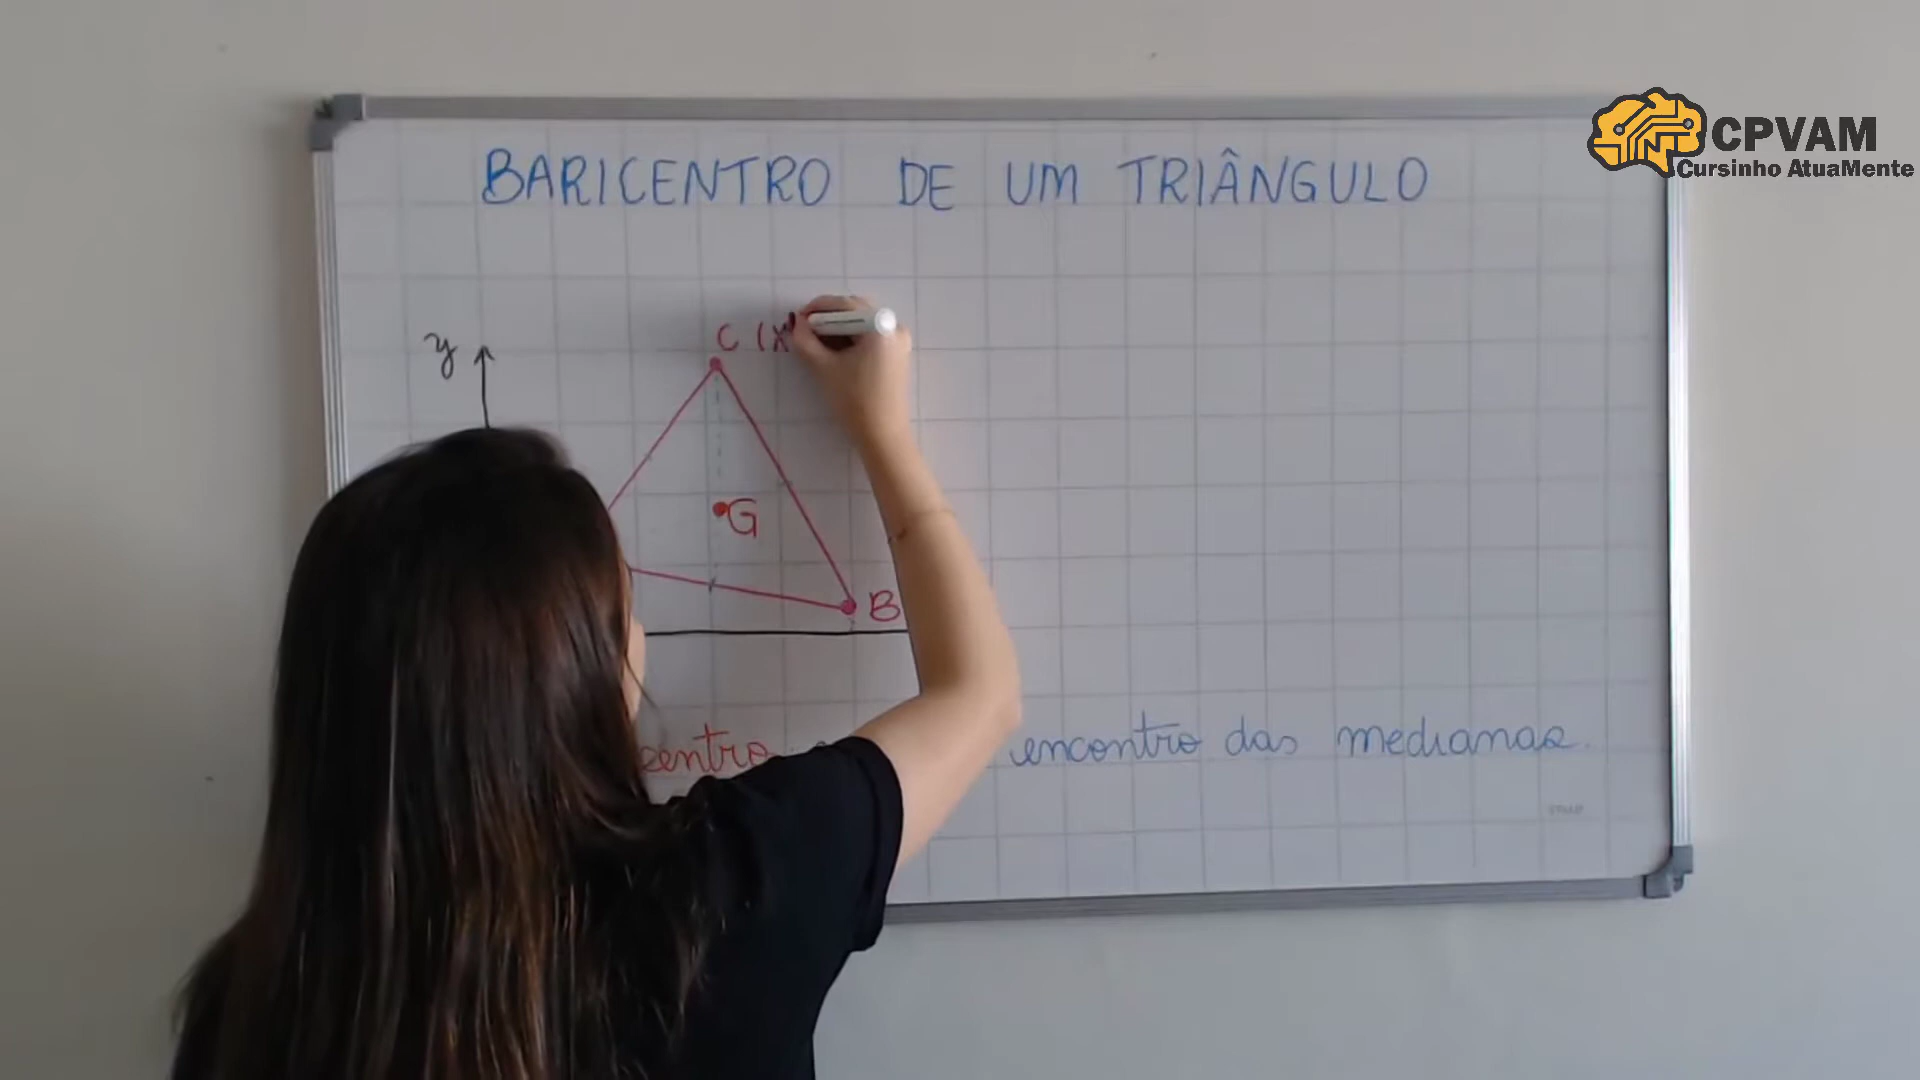 CPVAM
Cursinho AtuaMente
BARICENTRO DE UM TRIÂNGULO
y
C (x
G
B
centro
encontro das medianas.